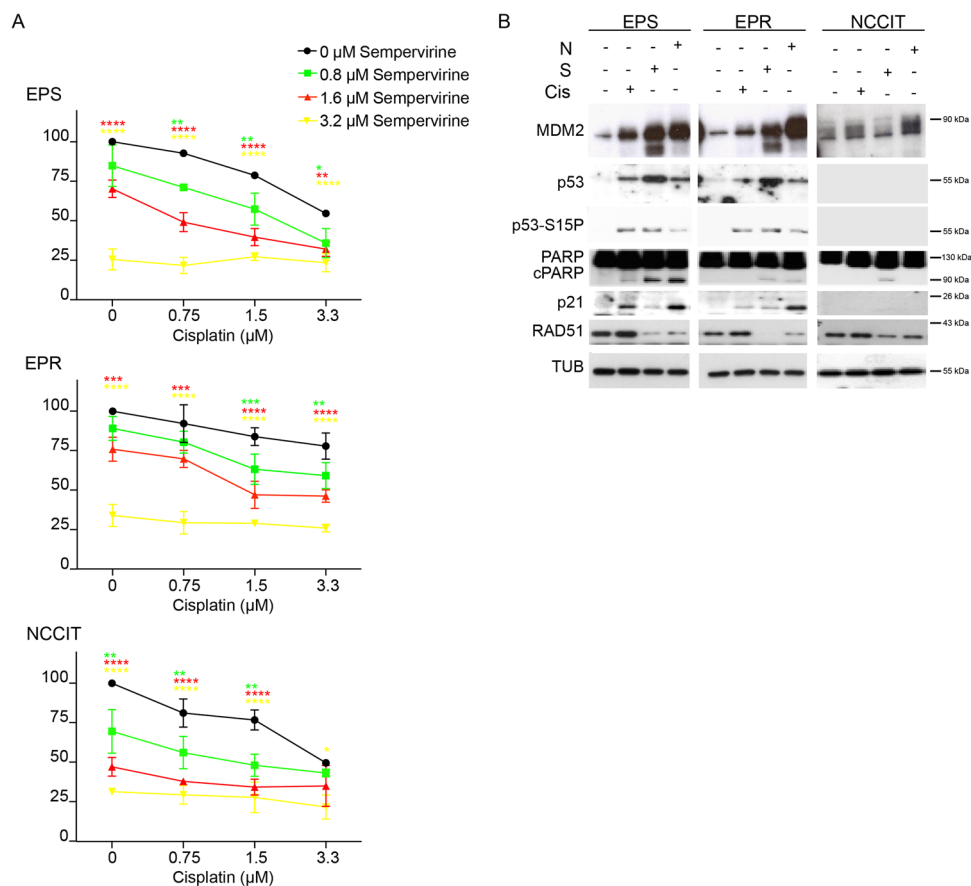 A
0 µM Sempervirine
0.8 µM Sempervirine
1.6 µM Sempervirine
3.2 µM Sempervirine
EPS
****
****
**
****
****
**
****
****
*
**
****
100
75
50
25
0
0 0.75 1.5 3.3
Cisplatin (µM)
EPR
***
****
***
****
***
****
****
**
****
****
100
75
50
25
0
0 0.75 1.5 3.3
Cisplatin (µM)
NCCIT
**
****
****
**
****
****
**
****
****
*
100
75
50
25
0
0 0.75 1.5 3.3
Cisplatin (µM)
B
EPS EPR NCCIT
N - - - + - - - + - - - +
S - - + - - - + - - - + -
Cis - + - - - + - - - + - -
MDM2 90 kDa
p53 55 kDa
p53-S15P 55 kDa
PARP 130 kDa
cPARP 90 kDa
p21 26 kDa
RAD51 43 kDa
TUB 55 kDa